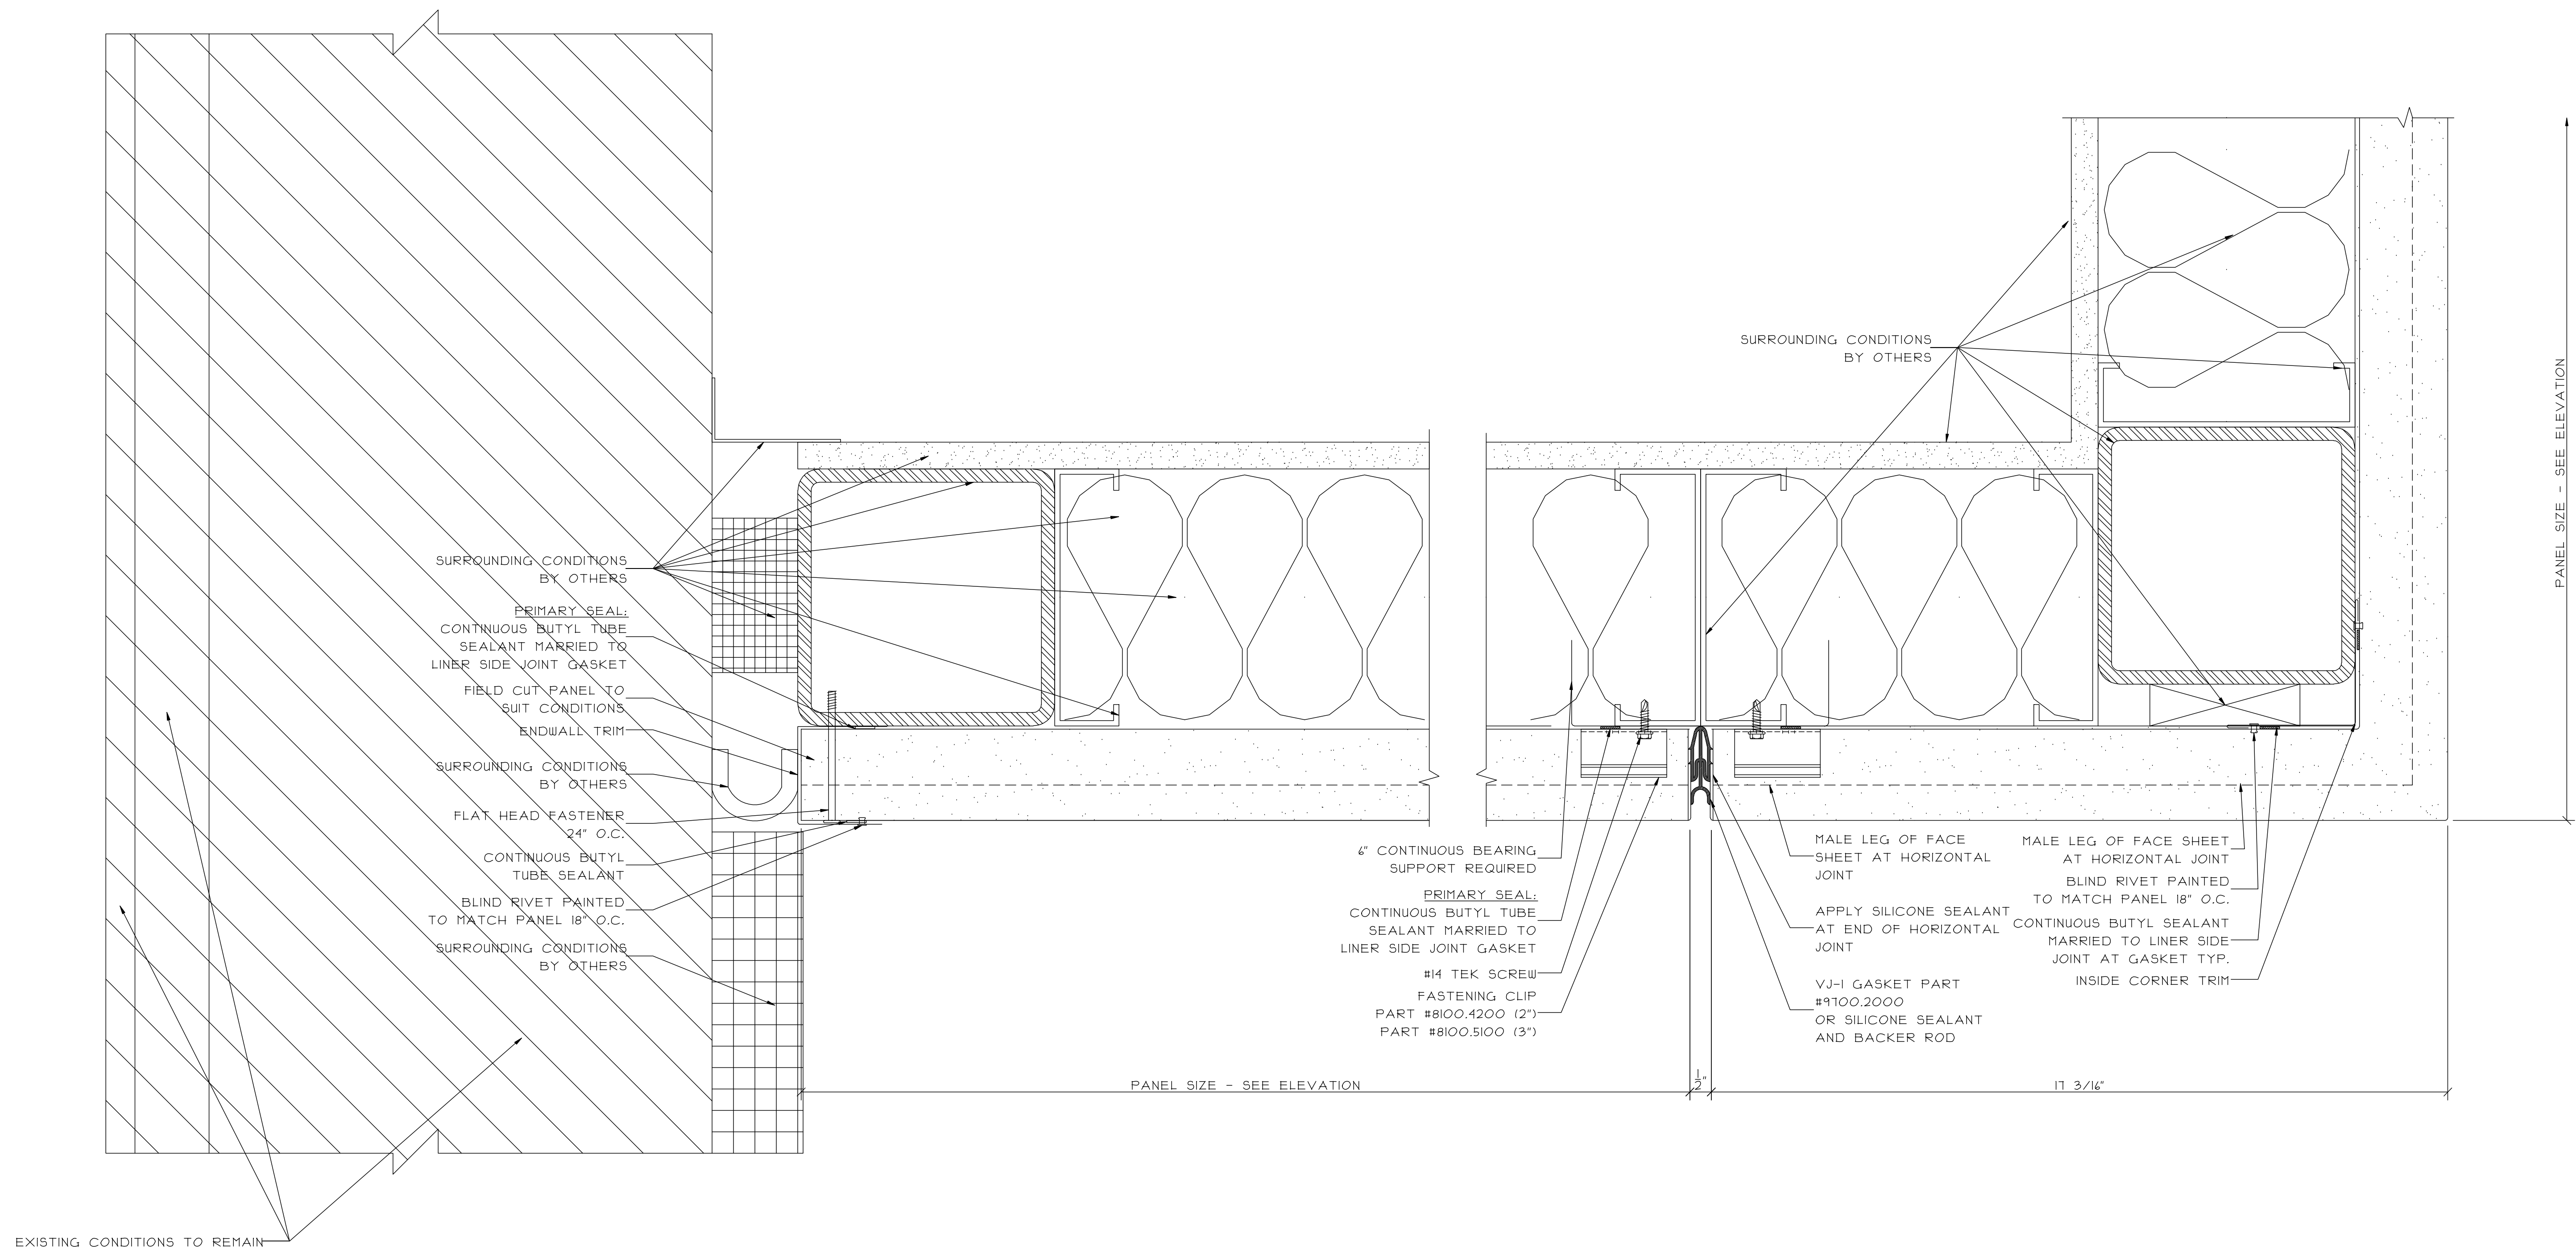 SURROUNDING CONDITIONS
BY OTHERS
PANEL SIZE - SEE ELEVATION
SURROUNDING CONDITIONS
BY OTHERS
PRIMARY SEAL:
CONTINUOUS BUTYL TUBE
SEALANT MARRIED TO
LINER SIDE JOINT GASKET
FIELD CUT PANEL TO
SUIT CONDITIONS
ENDWALL TRIM
SURROUNDING CONDITIONS
BY OTHERS
FLAT HEAD FASTENER
24" O.C.
CONTINUOUS BUTYL
TUBE SEALANT
BLIND RIVET PAINTED
TO MATCH PANEL 18" O.C.
SURROUNDING CONDITIONS
BY OTHERS
6" CONTINUOUS BEARING
SUPPORT REQUIRED
PRIMARY SEAL:
CONTINUOUS BUTYL TUBE
SEALANT MARRIED TO
LINER SIDE JOINT GASKET
#14 TEK SCREW
FASTENING CLIP
PART #8100.4200 (2")
PART #8100.5100 (3")
MALE LEG OF FACE
SHEET AT HORIZONTAL
JOINT
APPLY SILICONE SEALANT
AT END OF HORIZONTAL
JOINT
VJ-1 GASKET PART
#9700.2000
OR SILICONE SEALANT
AND BACKER ROD
MALE LEG OF FACE SHEET
AT HORIZONTAL JOINT
BLIND RIVET PAINTED
TO MATCH PANEL 18" O.C.
CONTINUOUS BUTYL SEALANT
MARRIED TO LINER SIDE
JOINT AT GASKET TYP.
INSIDE CORNER TRIM
PANEL SIZE - SEE ELEVATION
1/2"
17 3/16"
EXISTING CONDITIONS TO REMAIN